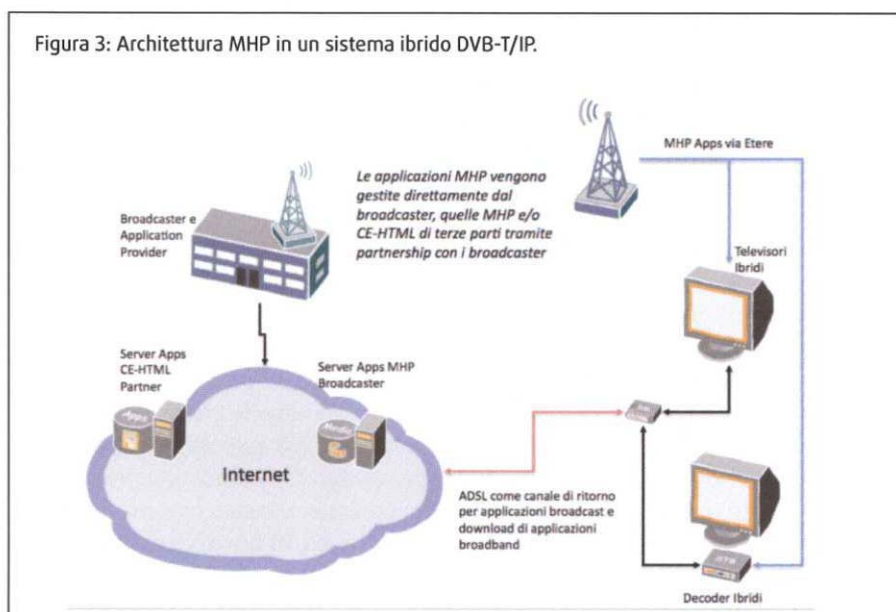 Figura 3: Architettura MHP in un sistema ibrido DVB-T/IP.
MHP Apps via Etere
Le applicazioni MHP vengono
gestite direttamente dal
broadcaster, quelle MHP e/o
CE-HTML di terze parti tramite
partnership con i broadcaster
Broadcaster e
Application
Provider
Televisori
Ibridi
Server Apps
CE-HTML
Partner
Server Apps MHP
Broadcaster
Apps
Media
Internet
ADSL come canale di ritorno
per applicazioni broadcast e
download di applicazioni
broadband
STB
Decoder Ibridi